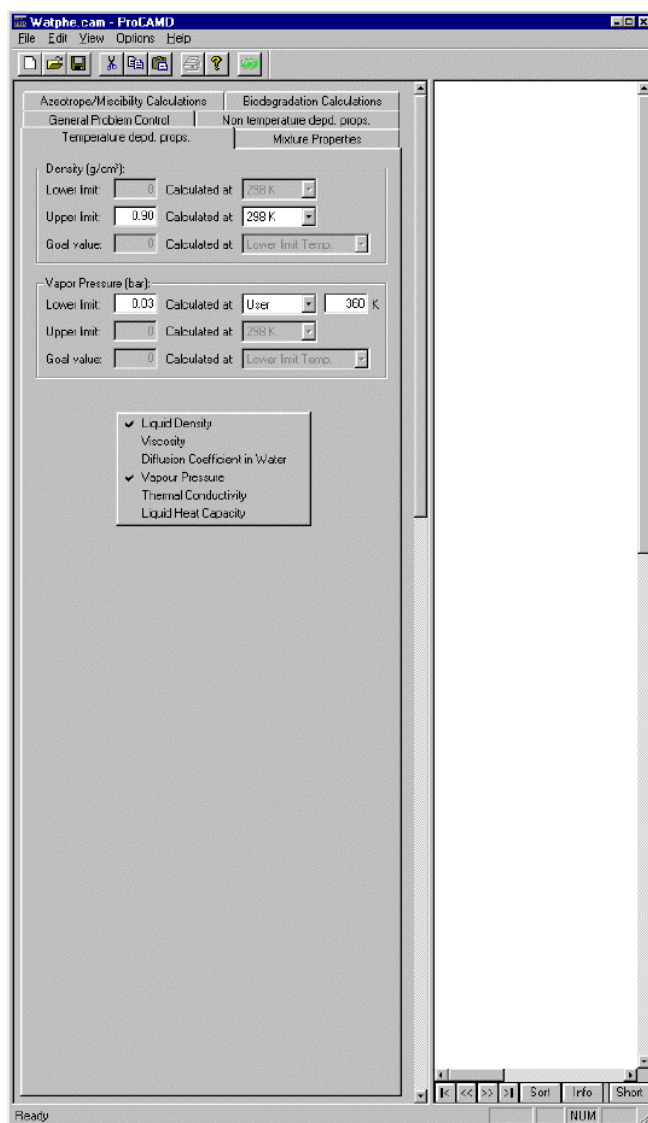 Watphe.cam - ProCAMD
File Edit View Options Help
Azeotrope/Miscibility Calculations Biodegradation Calculations
General Problem Control Non temperature depd. props.
Temperature depd. props. Mixture Properties
Density (g/cm³):
Lower limit: 0 Calculated at 298 K
Upper limit: 0.90 Calculated at 298 K
Goal value: 0 Calculated at Lower limit Temp.
Vapor Pressure (bar):
Lower limit: 0.03 Calculated at User 360 K
Upper limit: 0 Calculated at 298 K
Goal value: 0 Calculated at Lower limit Temp.
Liquid Density
Viscosity
Diffusion Coefficient in Water
Vapour Pressure
Thermal Conductivity
Liquid Heat Capacity
|< << >> >| Sort Info Short
Ready NUM